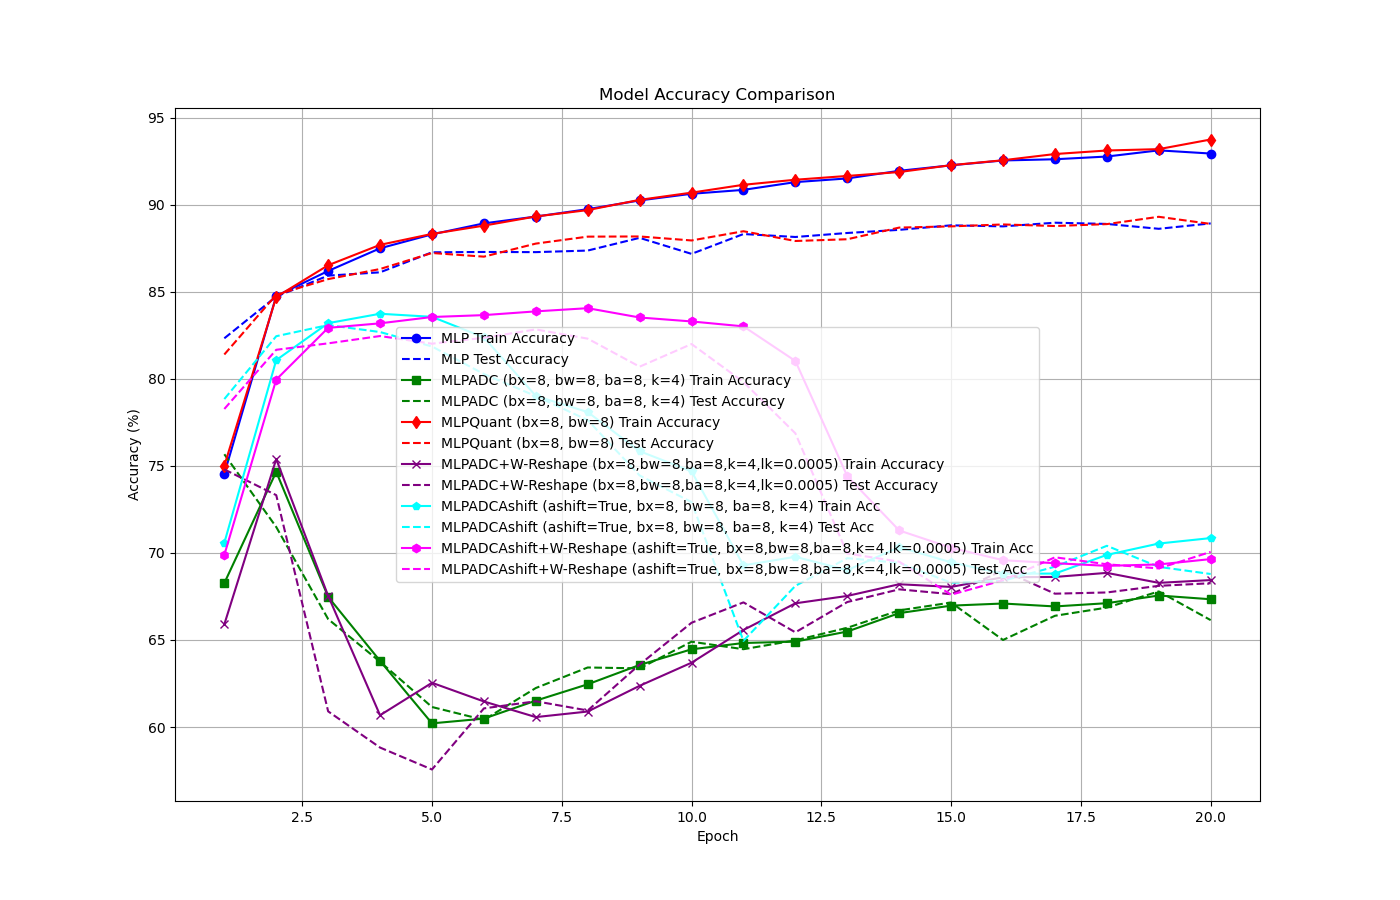 Model Accuracy Comparison
95
90
85
80
75
70
65
60
Accuracy (%)
MLP Train Accuracy
MLP Test Accuracy
MLPADC (bx=8, bw=8, ba=8, k=4) Train Accuracy
MLPADC (bx=8, bw=8, ba=8, k=4) Test Accuracy
MLPQuant (bx=8, bw=8) Train Accuracy
MLPQuant (bx=8, bw=8) Test Accuracy
MLPADC+W-Reshape (bx=8,bw=8,ba=8,k=4,lk=0.0005) Train Accuracy
MLPADC+W-Reshape (bx=8,bw=8,ba=8,k=4,lk=0.0005) Test Accuracy
MLPADCAshift (ashift=True, bx=8, bw=8, ba=8, k=4) Train Acc
MLPADCAshift (ashift=True, bx=8, bw=8, ba=8, k=4) Test Acc
MLPADCAshift+W-Reshape (ashift=True, bx=8,bw=8,ba=8,k=4,lk=0.0005) Train Acc
MLPADCAshift+W-Reshape (ashift=True, bx=8,bw=8,ba=8,k=4,lk=0.0005) Test Acc
2.5 5.0 7.5 10.0 12.5 15.0 17.5 20.0
Epoch